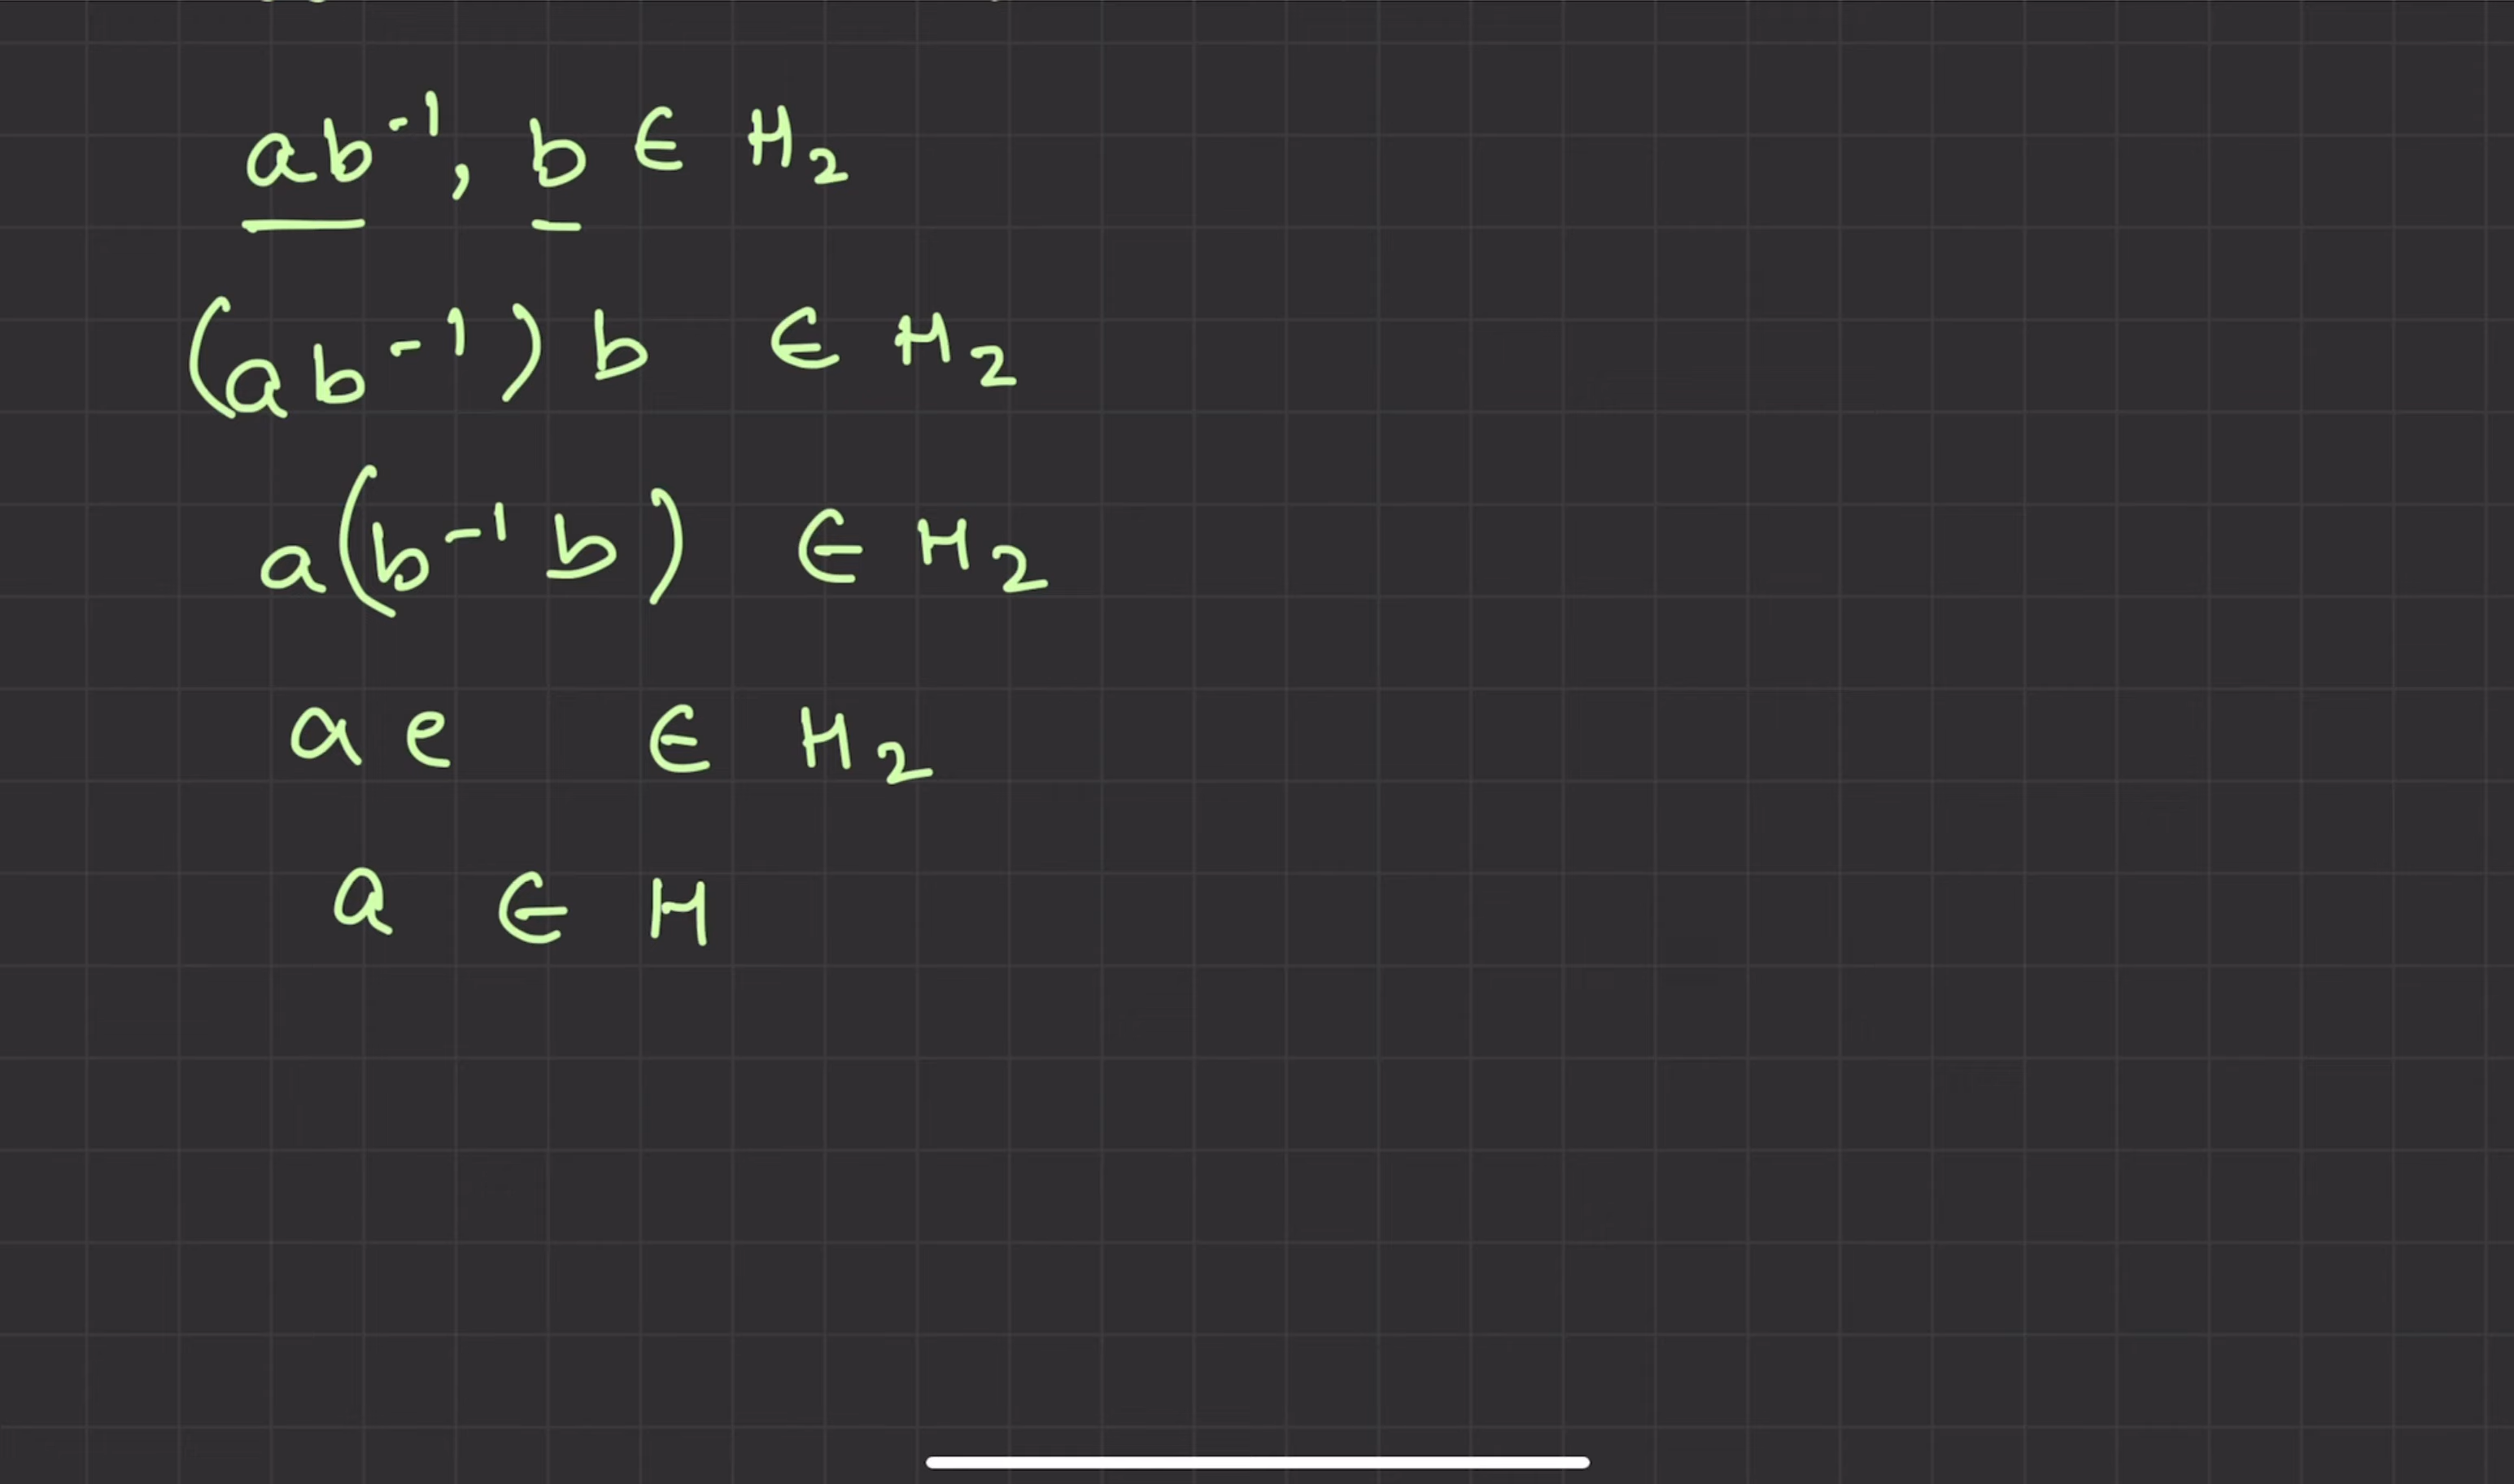 ab⁻¹, b ∈ H₂
(ab⁻¹) b ∈ H₂
a(b⁻¹ b) ∈ H₂
a e ∈ H₂
a ∈ H